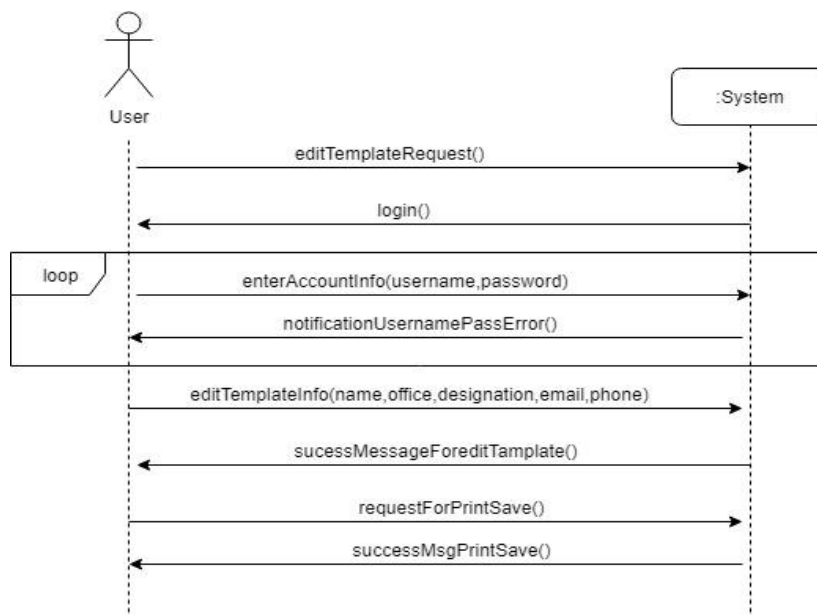 User
:System
editTemplateRequest()
login()
loop
enterAccountInfo(username,password)
notificationUsernamePassError()
editTemplateInfo(name,office,designation,email,phone)
sucessMessageForeditTamplate()
requestForPrintSave()
successMsgPrintSave()